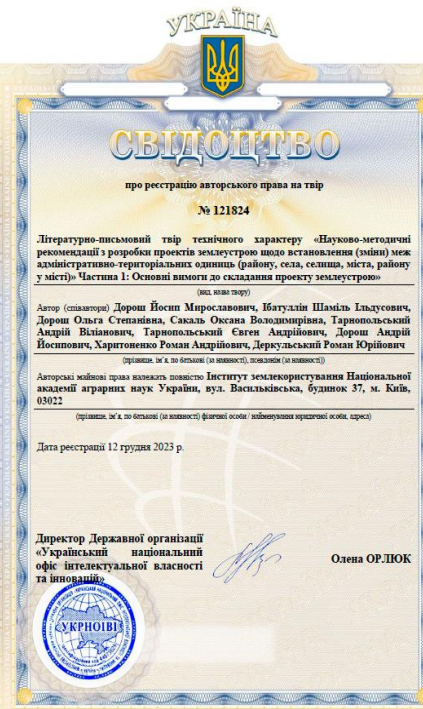 УКРАЇНА
СВІДОЦТВО
про реєстрацію авторського права на твір
№ 121824
Літературно-письмовий твір технічного характеру «Науково-методичні
рекомендації з розробки проектів землеустрою щодо встановлення (зміни) меж
адміністративно-територіальних одиниць (району, села, селища, міста, району
у місті)» Частина 1: Основні вимоги до складання проекту землеустрою»
(вид, назва твору)
Автор (співавтори) Дорош Йосип Мирославович, Ібатуллін Шаміль Ільдусович,
Дорош Ольга Степанівна, Сакаль Оксана Володимирівна, Тарнопольський
Андрій Віліанович, Тарнопольський Євген Андрійович, Дорош Андрій
Йосипович, Харитоненко Роман Андрійович, Деркульський Роман Юрійович
(прізвище, ім'я, по батькові (за наявності), псевдонім (за наявності))
Авторські майнові права належать повністю Інститут землекористування Національної
академії аграрних наук України, вул. Васильківська, будинок 37, м. Київ,
03022
(прізвище, ім'я, по батькові (за наявності) фізичної особи / найменування юридичної особи, адреса)
Дата реєстрації 12 грудня 2023 р.
Директор Державної організації
«Український національний
офіс інтелектуальної власності
та інновацій»
Олена ОРЛЮК
УКРНОІВІ